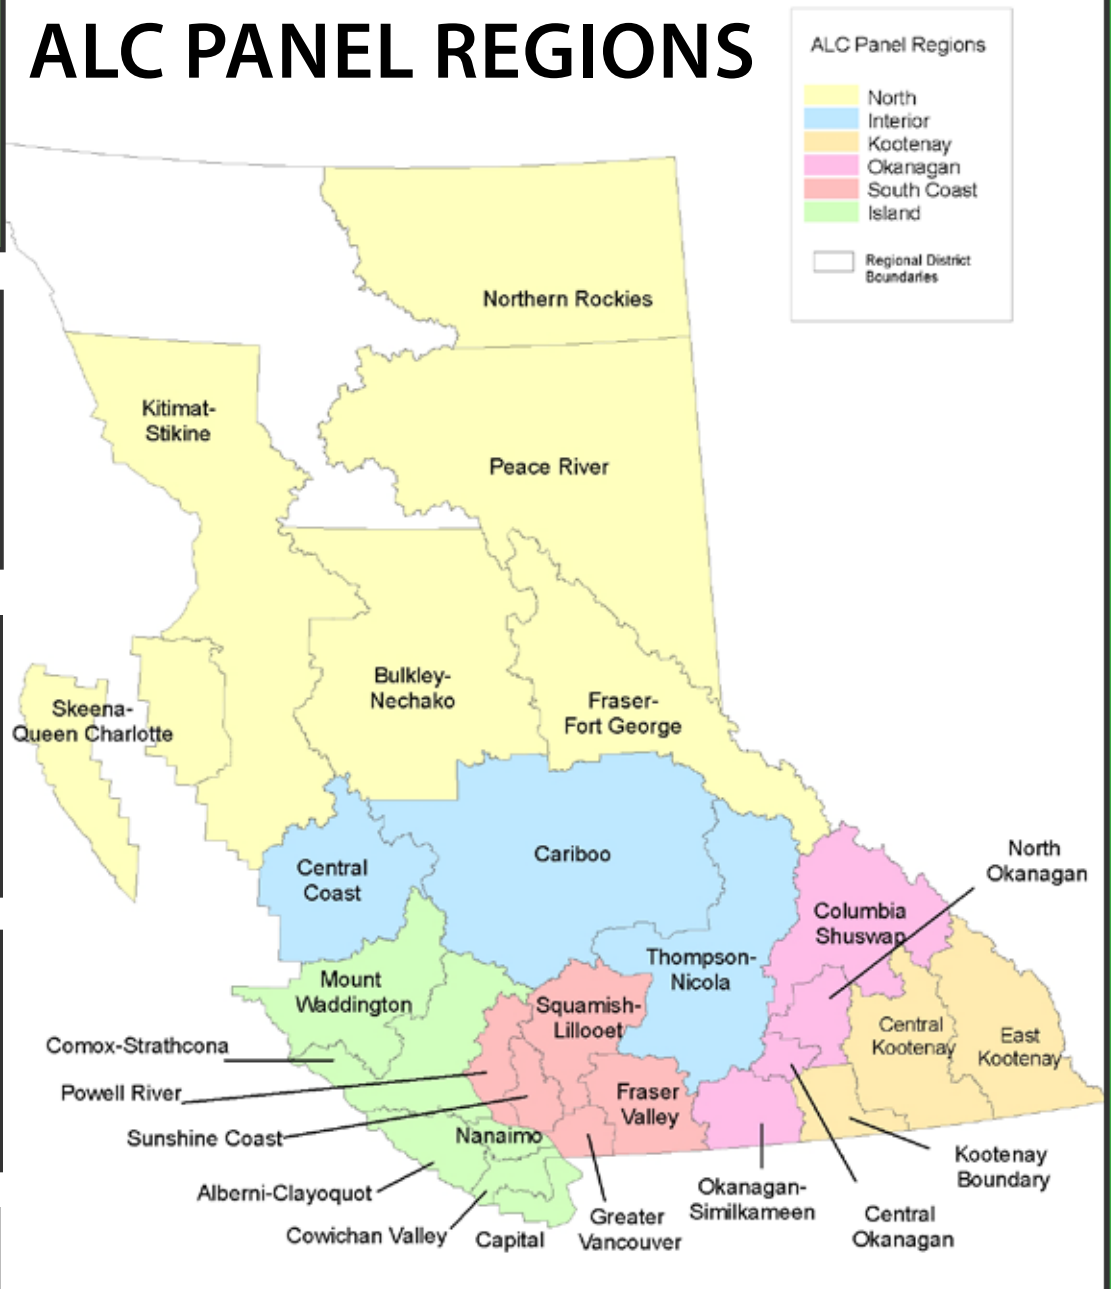 ALC PANEL REGIONS
ALC Panel Regions
North
Interior
Kootenay
Okanagan
South Coast
Island
Regional District
Boundaries
Northern Rockies
Kitimat-
Stikine
Peace River
Bulkley-
Nechako
Fraser-
Fort George
Skeena-
Queen Charlotte
Cariboo
Central
Coast
North
Okanagan
Columbia
Shuswap
Thompson-
Nicola
Mount
Waddington
Squamish-
Lillooet
Central
Kootenay
East
Kootenay
Comox-Strathcona
Powell River
Fraser
Valley
Sunshine Coast
Nanaimo
Kootenay
Boundary
Alberni-Clayoquot
Okanagan-
Similkameen
Cowichan Valley
Capital
Greater
Vancouver
Central
Okanagan